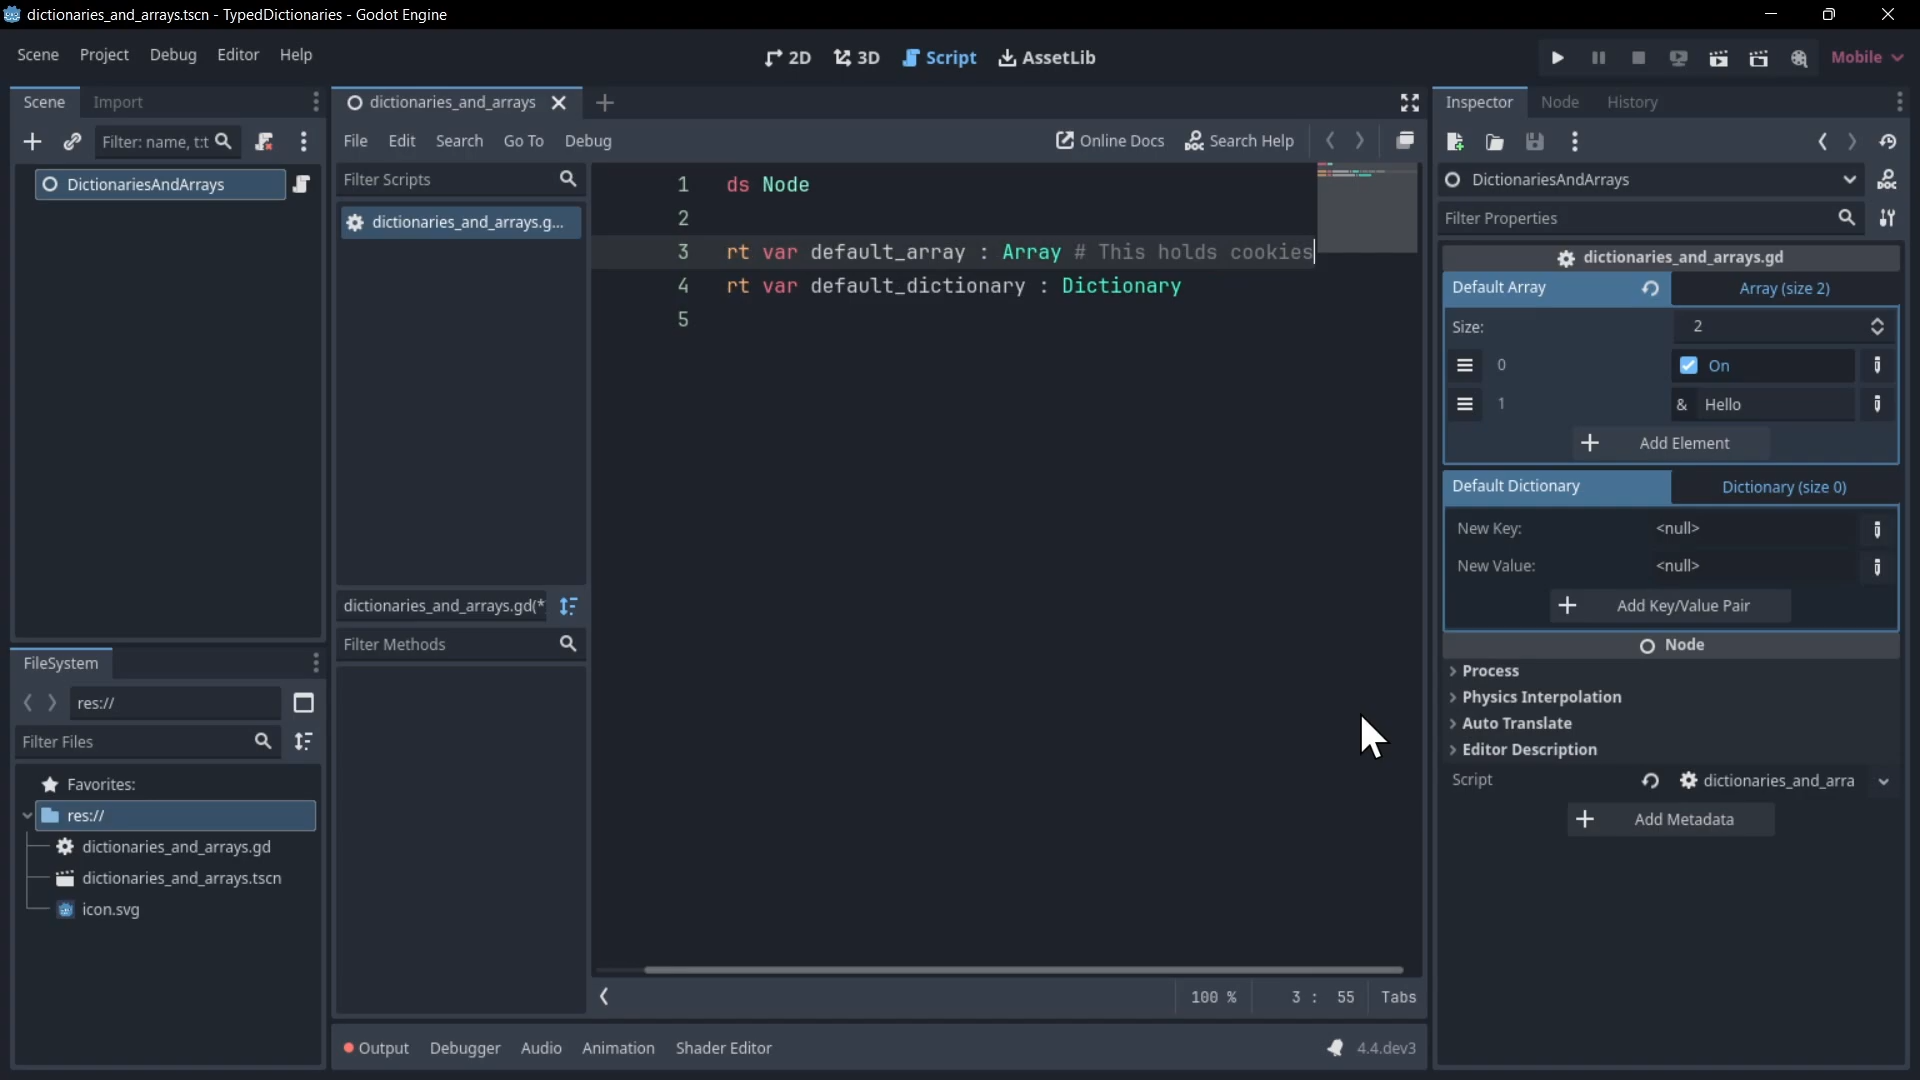 dictionaries_and_arrays.tscn - TypedDictionaries - Godot Engine
Scene Project Debug Editor Help
2D 3D Script AssetLib
Mobile
Scene Import
dictionaries_and_arrays
Inspector Node History
Filter: name, t:t
File Edit Search Go To Debug
Online Docs Search Help
DictionariesAndArrays
Filter Scripts
dictionaries_and_arrays.g...
1 ds Node
2
3 rt var default_array : Array # This holds cookies
4 rt var default_dictionary : Dictionary
5
DictionariesAndArrays
Filter Properties
dictionaries_and_arrays.gd
Default Array Array (size 2)
Size: 2
0 On
1 & Hello
Add Element
Default Dictionary Dictionary (size 0)
New Key: <null>
New Value: <null>
Add Key/Value Pair
Node
Process
Physics Interpolation
Auto Translate
Editor Description
Script dictionaries_and_arra
Add Metadata
dictionaries_and_arrays.gd(*
Filter Methods
FileSystem
res://
Filter Files
Favorites:
res://
dictionaries_and_arrays.gd
dictionaries_and_arrays.tscn
icon.svg
100 % 3 : 55 Tabs
Output Debugger Audio Animation Shader Editor
4.4.dev3